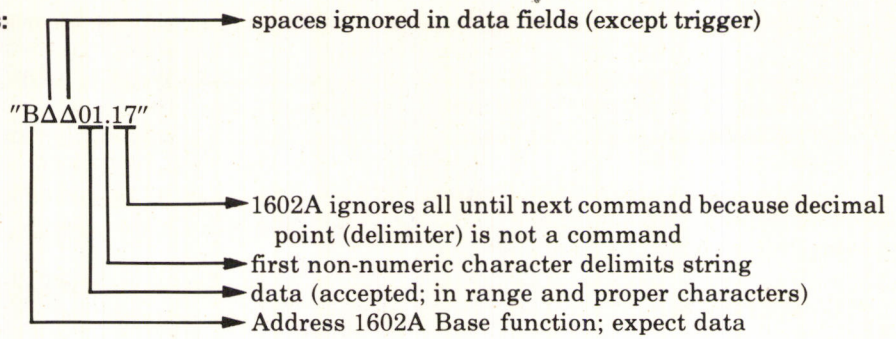 s:
spaces ignored in data fields (except trigger)
"BΔΔ01.17"
1602A ignores all until next command because decimal
point (delimiter) is not a command
first non-numeric character delimits string
data (accepted; in range and proper characters)
Address 1602A Base function; expect data